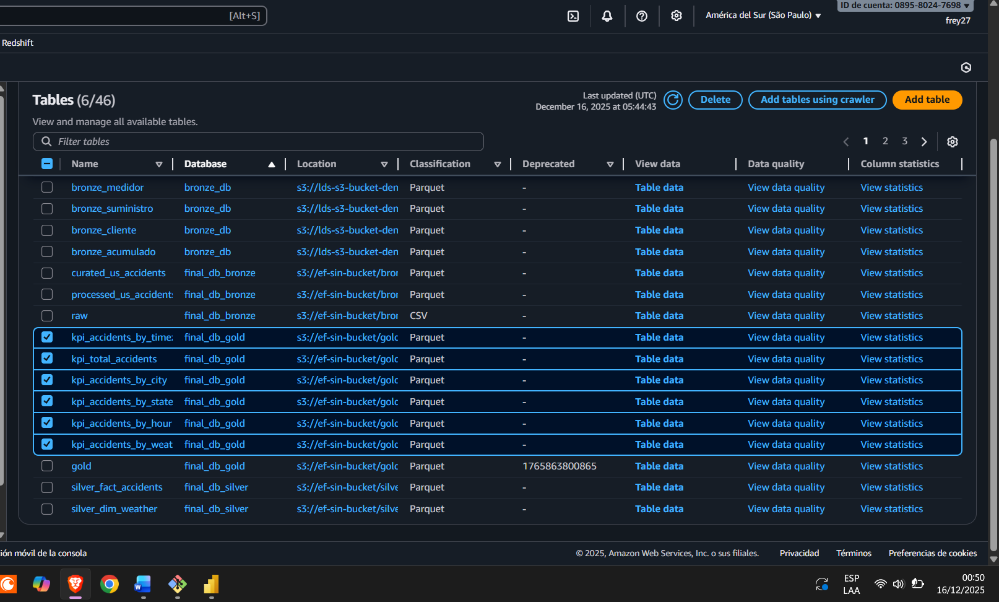 [Alt+S]
América del Sur (São Paulo)
ID de cuenta: 0895-8024-7698
frey27
Redshift
Tables (6/46)
View and manage all available tables.
Last updated (UTC)
December 16, 2025 at 05:44:43
Delete
Add tables using crawler
Add table
Filter tables
1 2 3
Name Database Location Classification Deprecated View data Data quality Column statistics
bronze_medidor bronze_db s3://lds-s3-bucket-den Parquet - Table data View data quality View statistics
bronze_suministro bronze_db s3://lds-s3-bucket-den Parquet - Table data View data quality View statistics
bronze_cliente bronze_db s3://lds-s3-bucket-den Parquet - Table data View data quality View statistics
bronze_acumulado bronze_db s3://lds-s3-bucket-den Parquet - Table data View data quality View statistics
curated_us_accidents final_db_bronze s3://ef-sin-bucket/bror Parquet - Table data View data quality View statistics
processed_us_accident: final_db_bronze s3://ef-sin-bucket/bror Parquet - Table data View data quality View statistics
raw final_db_bronze s3://ef-sin-bucket/bror CSV - Table data View data quality View statistics
kpi_accidents_by_time: final_db_gold s3://ef-sin-bucket/golc Parquet - Table data View data quality View statistics
kpi_total_accidents final_db_gold s3://ef-sin-bucket/golc Parquet - Table data View data quality View statistics
kpi_accidents_by_city final_db_gold s3://ef-sin-bucket/golc Parquet - Table data View data quality View statistics
kpi_accidents_by_state final_db_gold s3://ef-sin-bucket/golc Parquet - Table data View data quality View statistics
kpi_accidents_by_hour final_db_gold s3://ef-sin-bucket/golc Parquet - Table data View data quality View statistics
kpi_accidents_by_weat final_db_gold s3://ef-sin-bucket/golc Parquet - Table data View data quality View statistics
gold final_db_gold s3://ef-sin-bucket/golc Parquet 1765863800865 Table data View data quality View statistics
silver_fact_accidents final_db_silver s3://ef-sin-bucket/silve Parquet - Table data View data quality View statistics
silver_dim_weather final_db_silver s3://ef-sin-bucket/silve Parquet - Table data View data quality View statistics
ión móvil de la consola
© 2025, Amazon Web Services, Inc. o sus filiales.
Privacidad
Términos
Preferencias de cookies
ESP
LAA
00:50
16/12/2025